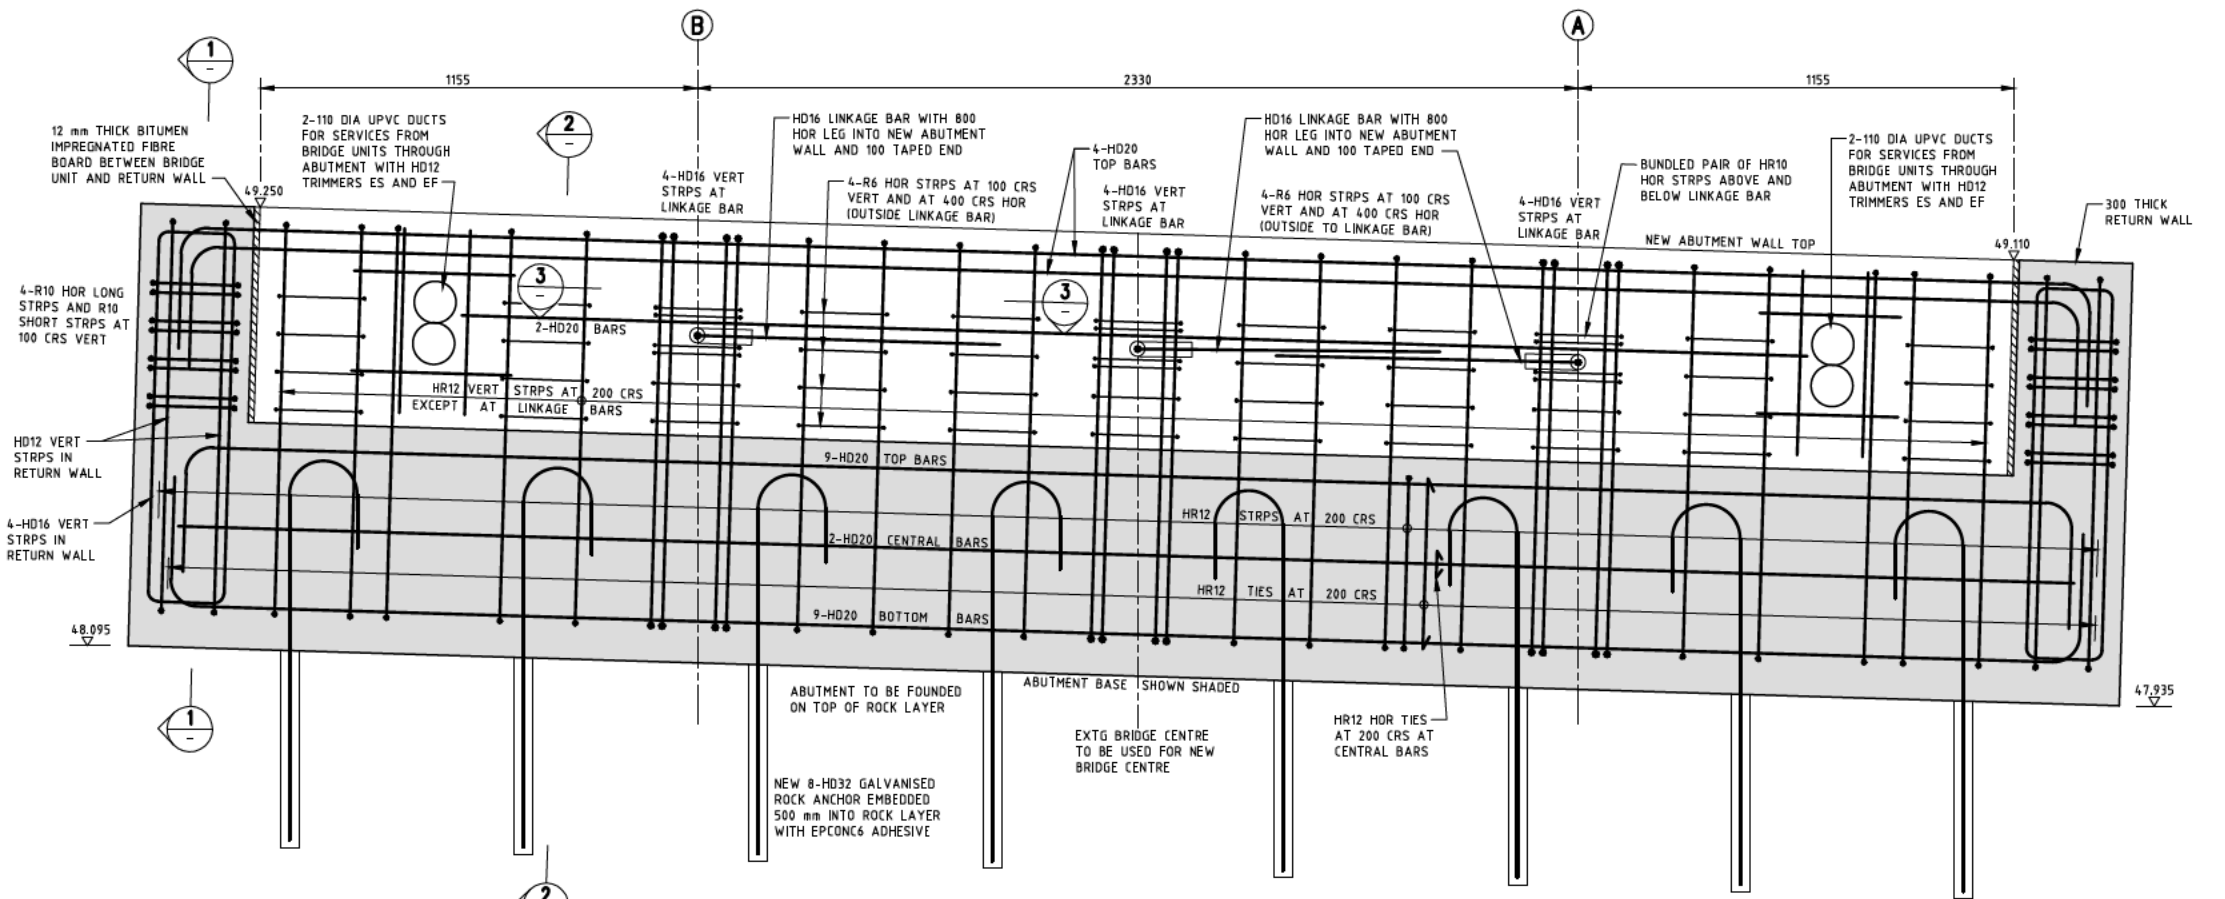 B
A
1
-
1155
2330
1155
2
-
12 mm THICK BITUMEN
IMPREGNATED FIBRE
BOARD BETWEEN BRIDGE
UNIT AND RETURN WALL
2-110 DIA UPVC DUCTS
FOR SERVICES FROM
BRIDGE UNITS THROUGH
ABUTMENT WITH HD12
TRIMMERS ES AND EF
HD16 LINKAGE BAR WITH 800
HOR LEG INTO NEW ABUTMENT
WALL AND 100 TAPED END
4-HD20
TOP BARS
HD16 LINKAGE BAR WITH 800
HOR LEG INTO NEW ABUTMENT
WALL AND 100 TAPED END
2-110 DIA UPVC DUCTS
FOR SERVICES FROM
BRIDGE UNITS THROUGH
ABUTMENT WITH HD12
TRIMMERS ES AND EF
BUNDLED PAIR OF HR10
HOR STRPS ABOVE AND
BELOW LINKAGE BAR
4-HD16 VERT
STRPS AT
LINKAGE BAR
4-R6 HOR STRPS AT 100 CRS
VERT AND AT 400 CRS HOR
(OUTSIDE LINKAGE BAR)
4-HD16 VERT
STRPS AT
LINKAGE BAR
4-R6 HOR STRPS AT 100 CRS
VERT AND AT 400 CRS HOR
(OUTSIDE TO LINKAGE BAR)
4-HD16 VERT
STRPS AT
LINKAGE BAR
300 THICK
RETURN WALL
49.250
NEW ABUTMENT WALL TOP
49.110
4-R10 HOR LONG
STRPS AND R10
SHORT STRPS AT
100 CRS VERT
3
-
3
-
2-HD20 BARS
HR12 VERT STRPS AT 200 CRS
EXCEPT AT LINKAGE BARS
HD12 VERT
STRPS IN
RETURN WALL
9-HD20 TOP BARS
4-HD16 VERT
STRPS IN
RETURN WALL
HR12 STRPS AT 200 CRS
2-HD20 CENTRAL BARS
HR12 TIES AT 200 CRS
9-HD20 BOTTOM BARS
48.095
47.935
ABUTMENT TO BE FOUNDED
ON TOP OF ROCK LAYER
ABUTMENT BASE SHOWN SHADED
1
-
EXTG BRIDGE CENTRE
TO BE USED FOR NEW
BRIDGE CENTRE
HR12 HOR TIES
AT 200 CRS AT
CENTRAL BARS
NEW 8-HD32 GALVANISED
ROCK ANCHOR EMBEDDED
500 mm INTO ROCK LAYER
WITH EPCONC6 ADHESIVE
2